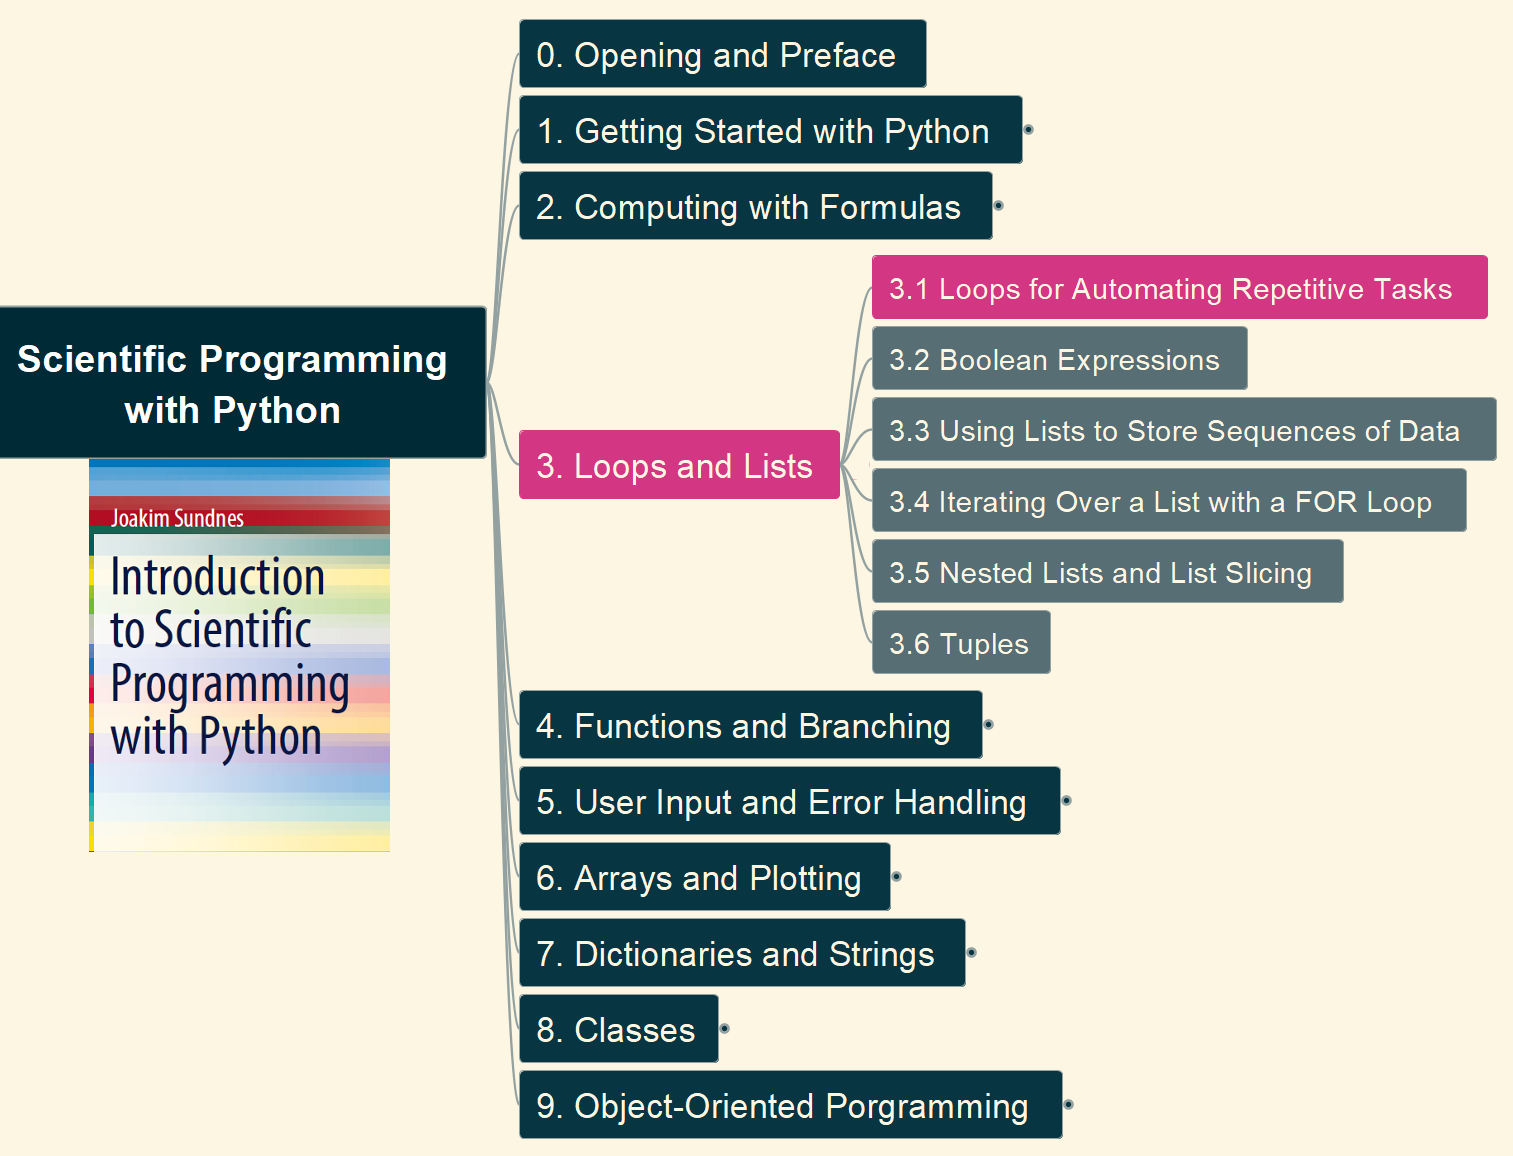 Scientific Programming
with Python
Joakim Sundnes
Introduction
to Scientific
Programming
with Python
0. Opening and Preface
1. Getting Started with Python
2. Computing with Formulas
3. Loops and Lists
3.1 Loops for Automating Repetitive Tasks
3.2 Boolean Expressions
3.3 Using Lists to Store Sequences of Data
3.4 Iterating Over a List with a FOR Loop
3.5 Nested Lists and List Slicing
3.6 Tuples
4. Functions and Branching
5. User Input and Error Handling
6. Arrays and Plotting
7. Dictionaries and Strings
8. Classes
9. Object-Oriented Porgramming